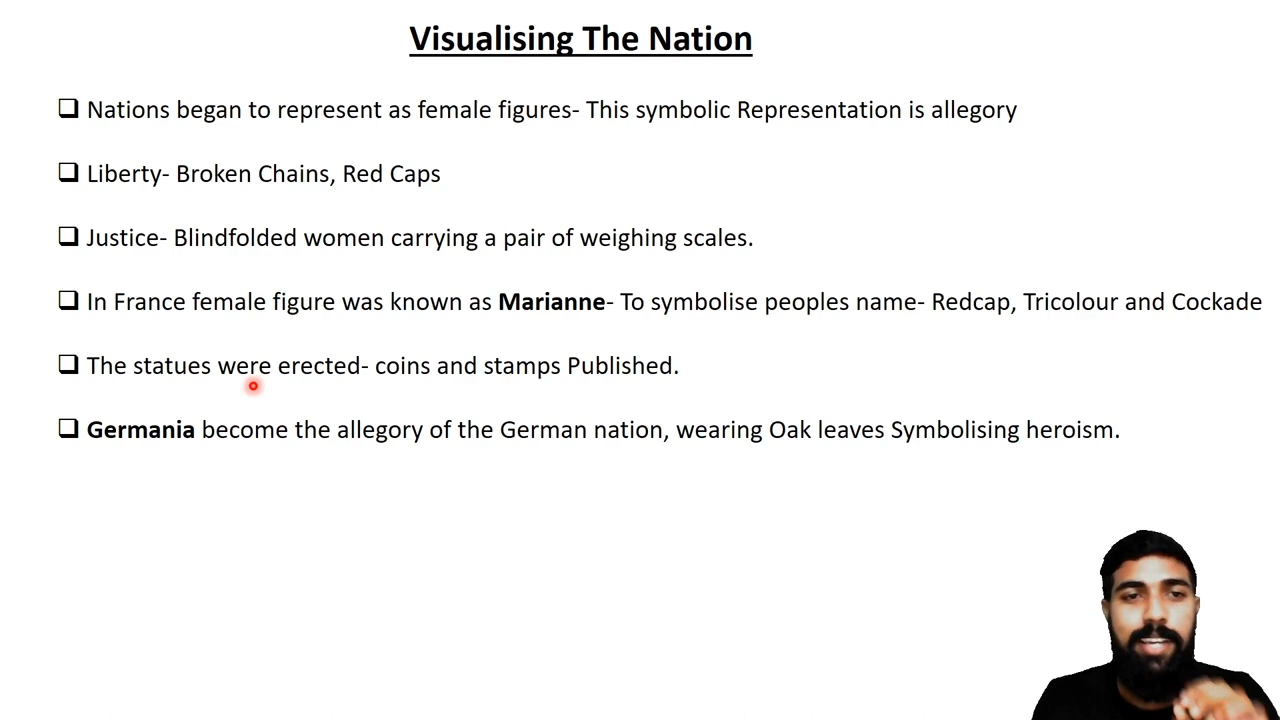 Visualising The Nation
Nations began to represent as female figures- This symbolic Representation is allegory
Liberty- Broken Chains, Red Caps
Justice- Blindfolded women carrying a pair of weighing scales.
In France female figure was known as Marianne- To symbolise peoples name- Redcap, Tricolour and Cockade
The statues were erected- coins and stamps Published.
Germania become the allegory of the German nation, wearing Oak leaves Symbolising heroism.